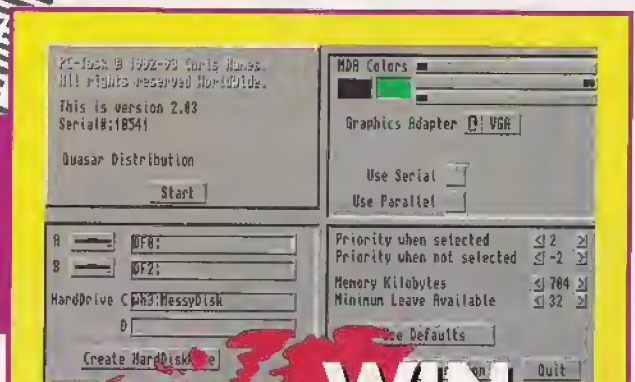 PC-Task © 1992-93 Chris Hames.
All rights reserved Worldwide.
This is version 2.03
Serial#:10541
Quasar Distribution
Start
MDA Colors
Graphics Adapter VGA
Use Serial
Use Parallel
A DF0:
B DF2:
HardDrive C wh3:MessyDisk
D
Create HardDisk
Priority when selected 2
Priority when not selected -2
Memory Kilobytes 704
Minimum Leave Available 32
Use Defaults
Quit
WIN